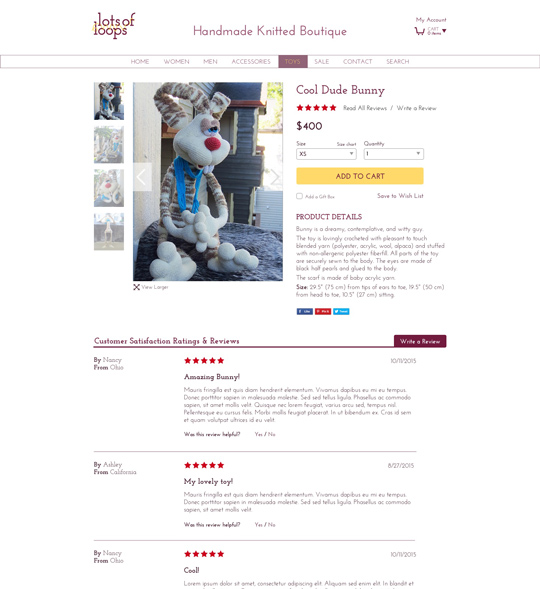 lots of
loops
Handmade Knitted Boutique
My Account
CART
0 items
HOME WOMEN MEN ACCESSORIES TOYS SALE CONTACT SEARCH
Cool Dude Bunny
Read All Reviews / Write a Review
$400
Size Size chart Quantity
XS 1
ADD TO CART
Add a Gift Box Save to Wish List
PRODUCT DETAILS
Bunny is a dreamy, contemplative, and witty guy.
The toy is lovingly crocheted with pleasant to touch
blended yarn (polyester, acrylic, wool, alpaca) and stuffed
with non-allergenic polyester fiberfill. All parts of the toy
are securely sewn to the body. The eyes are made of
black half pearls and glued to the body.
The scarf is made of baby acrylic yarn.
Size: 29.5" (75 cm) from tips of ears to toe; 19.5" (50 cm)
from head to toe; 10.5" (27 cm) sitting.
View Larger
Like Pin it Tweet
Customer Satisfaction Ratings & Reviews Write a Review
By Nancy 10/11/2015
From Ohio
Amazing Bunny!
Mauris fringilla est quis diam hendrerit elementum. Vivamus dapibus eu mi eu tempus.
Donec porttitor sapien in malesuada molestie. Sed sed tellus ligula. Phasellus ac commodo
sapien, sit amet mollis velit. Quisque nec lorem feugiat, varius arcu sed, tempus nisl.
Pellentesque eu cursus felis. Morbi mollis feugiat placerat. In ut bibendum ex. Cras id sem
et quam volutpat ultrices id eu velit.
Was this review helpful? Yes / No
By Ashley 8/27/2015
From California
My lovely toy!
Mauris fringilla est quis diam hendrerit elementum. Vivamus dapibus eu mi eu tempus.
Donec porttitor sapien in malesuada molestie. Sed sed tellus ligula. Phasellus ac commodo
sapien, sit amet mollis velit.
Was this review helpful? Yes / No
By Nancy 10/11/2015
From Ohio
Cool!
Lorem ipsum dolor sit amet, consectetur adipiscing elit. Aliquam sed enim elit. In blandit et